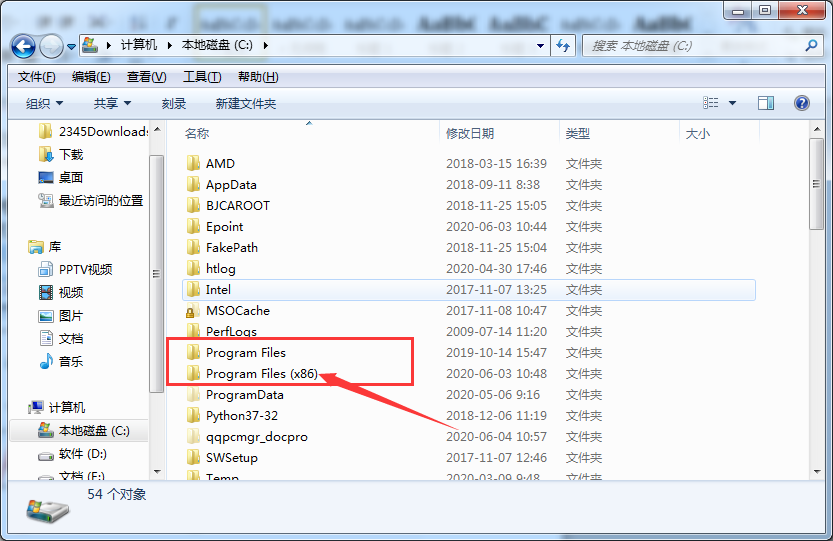 计算机 本地磁盘 (C:)
搜索 本地磁盘 (C:)
文件(F) 编辑(E) 查看(V) 工具(T) 帮助(H)
组织 共享 刻录 新建文件夹
名称 修改日期 类型 大小
2345Downloads
下载
桌面
最近访问的位置
库
PPTV视频
视频
图片
文档
音乐
计算机
本地磁盘 (C:)
软件 (D:)
文档 (E:)
AMD 2018-03-15 16:39 文件夹
AppData 2018-09-11 8:38 文件夹
BJCAROOT 2018-11-25 15:05 文件夹
Epoint 2020-06-03 10:44 文件夹
FakePath 2018-11-25 15:04 文件夹
htlog 2020-04-30 17:46 文件夹
Intel 2017-11-07 13:25 文件夹
MSOCache 2017-11-08 10:47 文件夹
PerfLogs 2009-07-14 11:20 文件夹
Program Files 2019-10-14 15:47 文件夹
Program Files (x86) 2020-06-03 10:48 文件夹
ProgramData 2020-05-06 9:16 文件夹
Python37-32 2018-12-06 11:19 文件夹
qqpcmgr_docpro 2020-06-04 10:57 文件夹
SWSetup 2017-11-07 12:46 文件夹
Temp 2020-03-09 9:48 文件夹
54 个对象